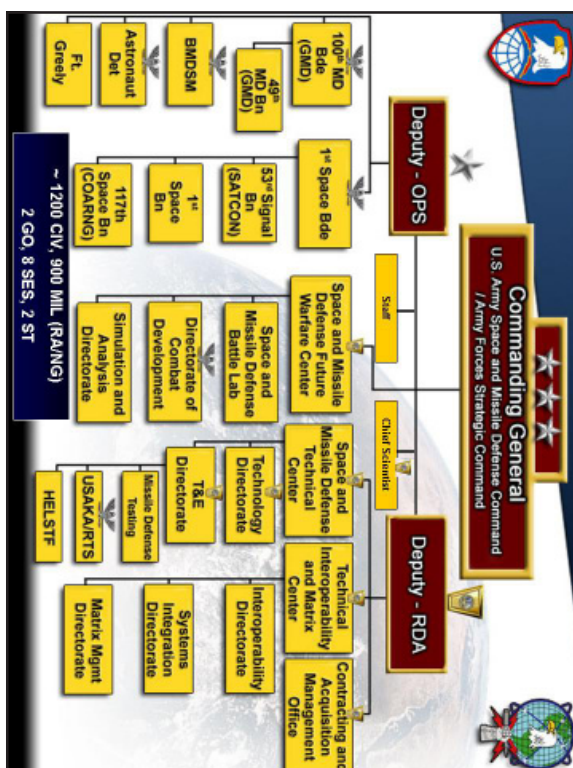 Commanding General
U.S. Army Space and Missile Defense Command
/ Army Forces Strategic Command
Deputy - OPS
Deputy - RDA
Staff
Chief Scientist
100th MD
Bde
(GMD)
49th
MD Bn
(GMD)
BMDSM
Astronaut
Det
Ft.
Greely
1st Space Bde
53rd Signal Bn
(SATCON)
1st
Space Bn
117th
Space Bn
(COARNG)
Space and Missile
Defense Future
Warfare Center
Space and
Missile Defense
Battle Lab
Directorate of
Combat
Development
Simulation and
Analysis
Directorate
Space and
Missile Defense
Technical
Center
Technology
Directorate
T&E
Directorate
Missile Defense
Testing
USAKA/RTS
HELSTF
Technical
Interoperability
and Matrix
Center
Interoperability
Directorate
Systems
Integration
Directorate
Matrix Mgmt
Directorate
Contracting and
Acquisition
Management
Office
~ 1200 CIV, 900 MIL (RA/NG)
2 GO, 8 SES, 2 ST